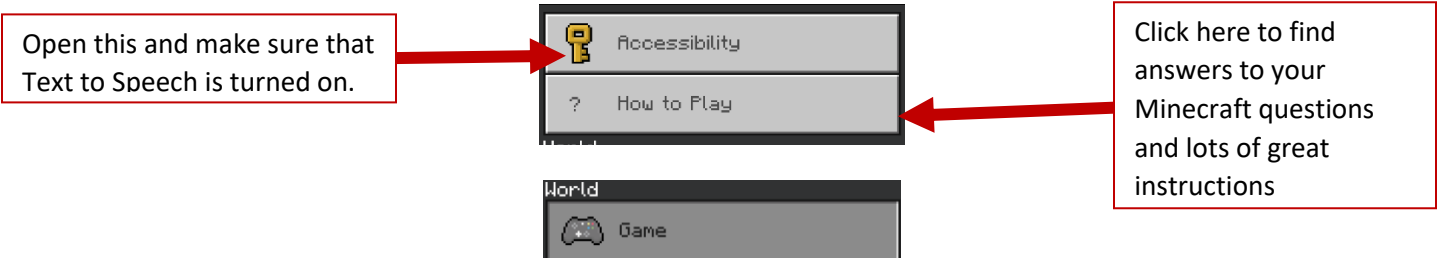 Open this and make sure that
Text to Speech is turned on.
Accessibility
? How to Play
World
Click here to find
answers to your
Minecraft questions
and lots of great
instructions
World
Game